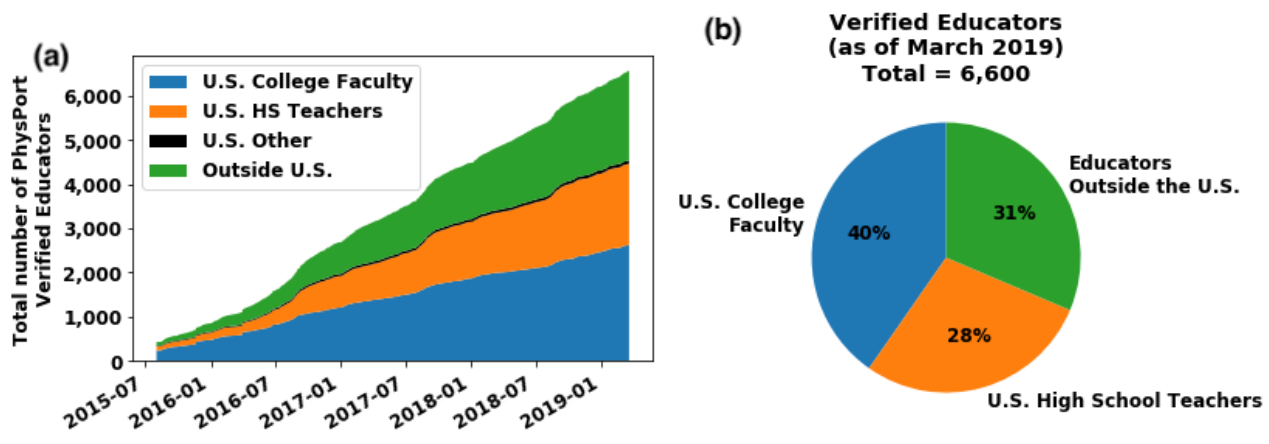 (a)
Total number of PhysPort
Verified Educators
6,000
5,000
4,000
3,000
2,000
1,000
0
U.S. College Faculty
U.S. HS Teachers
U.S. Other
Outside U.S.
2015-07
2016-01
2016-07
2017-01
2017-07
2018-01
2018-07
2019-01
(b)
Verified Educators
(as of March 2019)
Total = 6,600
U.S. College
Faculty
40%
31%
Educators
Outside the U.S.
28%
U.S. High School Teachers